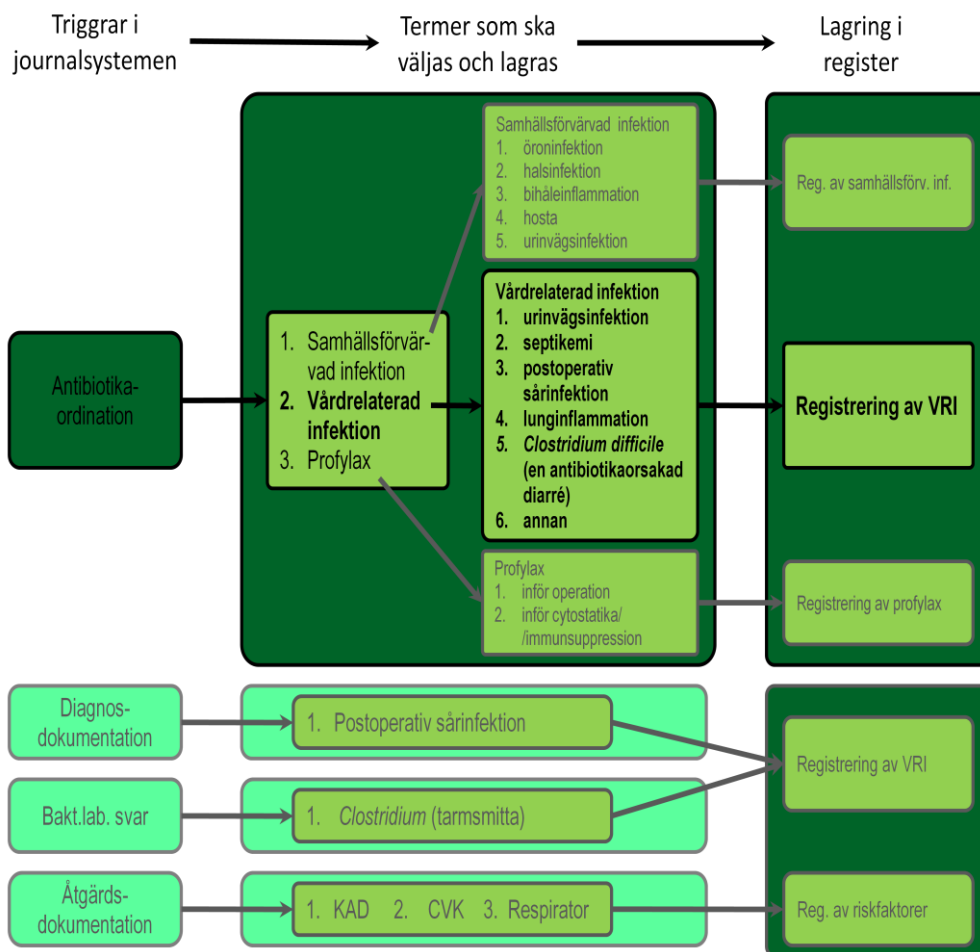 Triggrar i
journalsystemen
Termer som ska
väljas och lagras
Lagring i
register
Antibiotika-
ordination
1. Samhällsförvär-
vad infektion
2. Vårdrelaterad
infektion
3. Profylax
Samhällsförvärvad infektion
1. öroninfektion
2. halsinfektion
3. bihåleinflammation
4. hosta
5. urinvägsinfektion
Vårdrelaterad infektion
1. urinvägsinfektion
2. septikemi
3. postoperativ
sårinfektion
4. lunginflammation
5. Clostridium difficile
(en antibiotikaorsakad
diarré)
6. annan
Profylax
1. inför operation
2. inför cytostatika/
/immunsuppression
Reg. av samhällsförv. inf.
Registrering av VRI
Registrering av profylax
Diagnos-
dokumentation
1. Postoperativ sårinfektion
Registrering av VRI
Bakt.lab. svar
1. Clostridium (tarmsmitta)
Åtgärds-
dokumentation
1. KAD 2. CVK 3. Respirator
Reg. av riskfaktorer